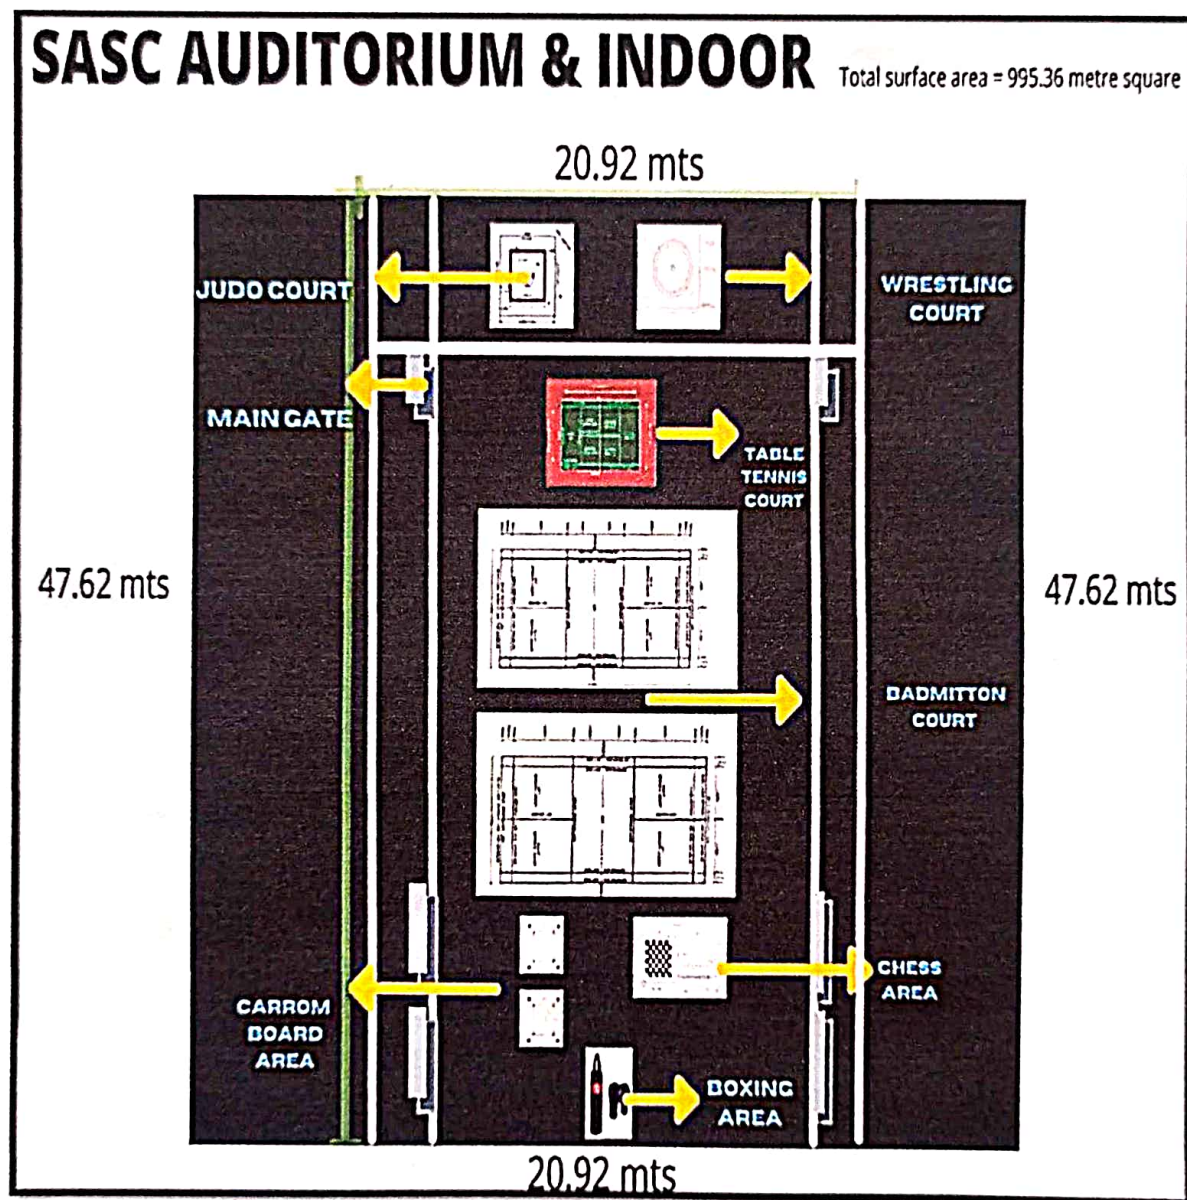 SASC AUDITORIUM & INDOOR
Total surface area = 995.36 metre square
20.92 mts
JUDO COURT
WRESTLING
COURT
MAIN GATE
TABLE
TENNIS
COURT
47.62 mts
47.62 mts
BADMITTON
COURT
CHESS
AREA
CARROM
BOARD
AREA
BOXING
AREA
20.92 mts